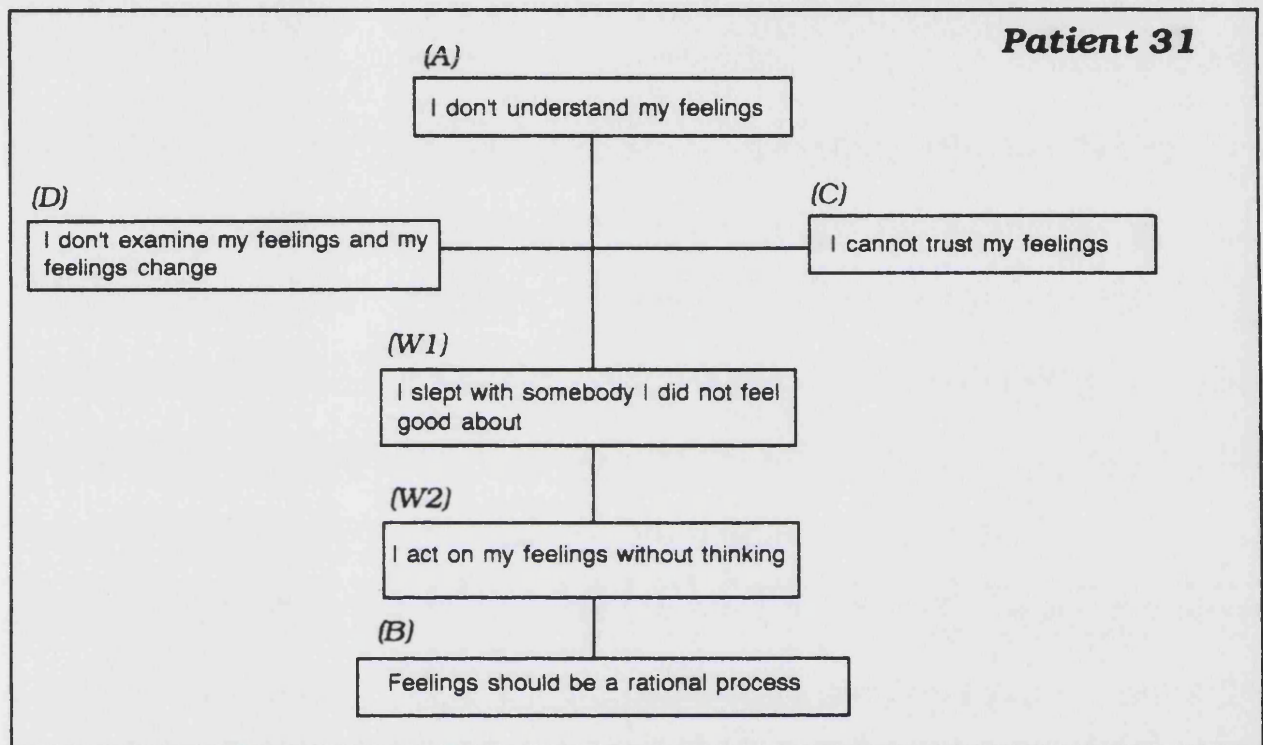 Patient 31
(A)
I don't understand my feelings
(D)
I don't examine my feelings and my
feelings change
(C)
I cannot trust my feelings
(W1)
I slept with somebody I did not feel
good about
(W2)
I act on my feelings without thinking
(B)
Feelings should be a rational process